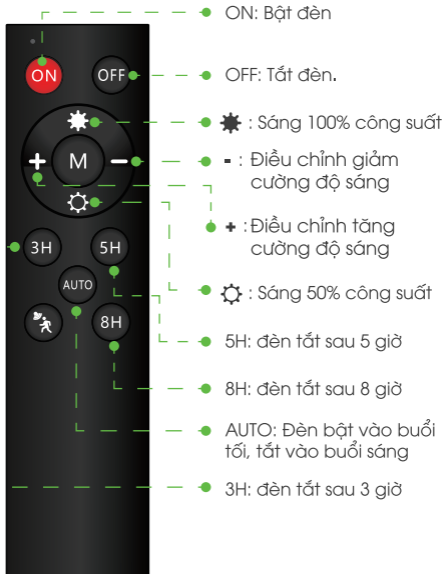 ON: Bật đèn
ON
OFF
OFF: Tắt đèn.
: Sáng 100% công suất
+ M -
- : Điều chỉnh giảm
cường độ sáng
+ : Điều chỉnh tăng
cường độ sáng
3H
5H
: Sáng 50% công suất
AUTO
8H
5H: đèn tắt sau 5 giờ
8H: đèn tắt sau 8 giờ
AUTO: Đèn bật vào buổi
tối, tắt vào buổi sáng
3H: đèn tắt sau 3 giờ